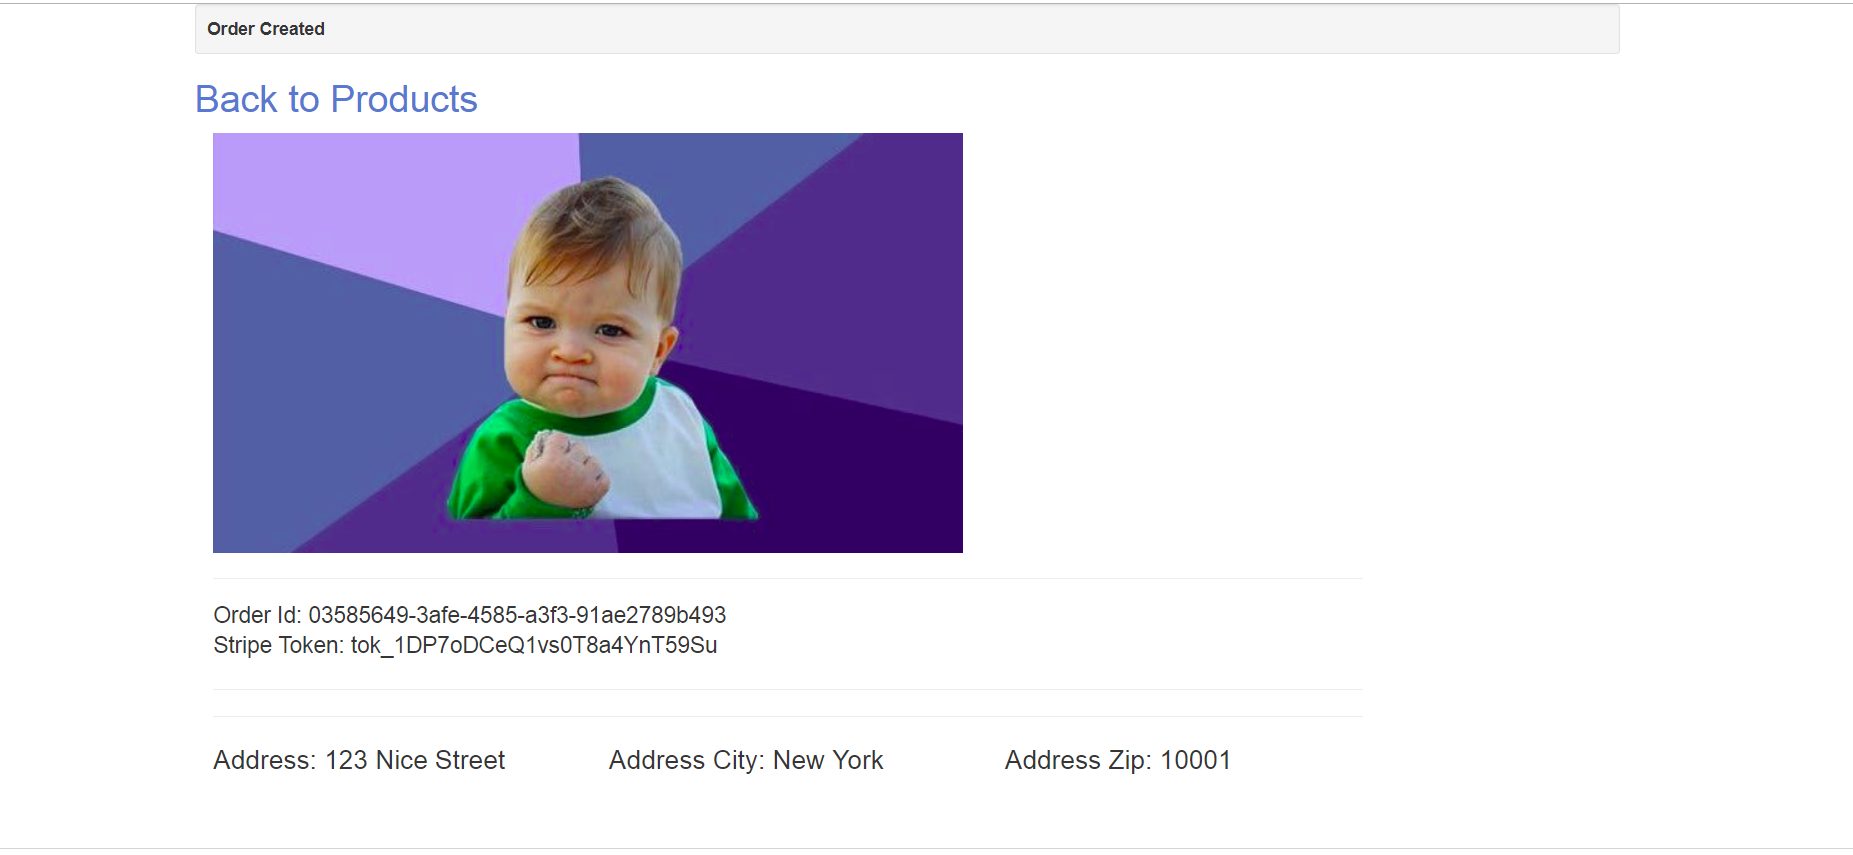 Order Created
Back to Products
Order Id: 03585649-3afe-4585-a3f3-91ae2789b493
Stripe Token: tok_1DP7oDCeQ1vs0T8a4YnT59Su
Address: 123 Nice Street
Address City: New York
Address Zip: 10001